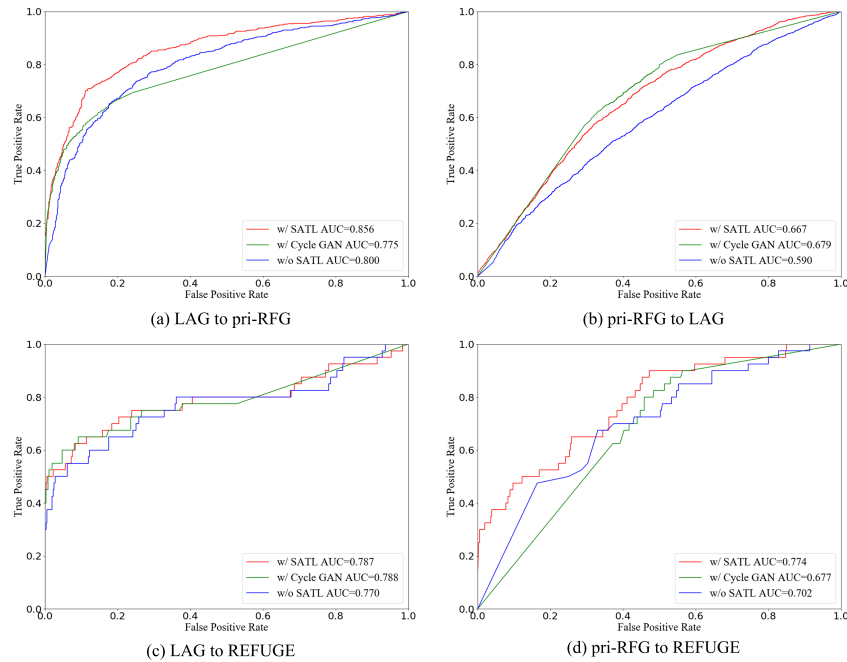 1.0
0.8
0.6
0.4
0.2
0.0
True Positive Rate
0.0 0.2 0.4 0.6 0.8 1.0
False Positive Rate
w/ SATL AUC=0.856
w/ Cycle GAN AUC=0.775
w/o SATL AUC=0.800
(a) LAG to pri-RFG
1.0
0.8
0.6
0.4
0.2
0.0
True Positive Rate
0.0 0.2 0.4 0.6 0.8 1.0
False Positive Rate
w/ SATL AUC=0.667
w/ Cycle GAN AUC=0.679
w/o SATL AUC=0.590
(b) pri-RFG to LAG
1.0
0.8
0.6
0.4
0.2
0.0
True Positive Rate
0.0 0.2 0.4 0.6 0.8 1.0
False Positive Rate
w/ SATL AUC=0.787
w/ Cycle GAN AUC=0.788
w/o SATL AUC=0.770
(c) LAG to REFUGE
1.0
0.8
0.6
0.4
0.2
0.0
True Positive Rate
0.0 0.2 0.4 0.6 0.8 1.0
False Positive Rate
w/ SATL AUC=0.774
w/ Cycle GAN AUC=0.677
w/o SATL AUC=0.702
(d) pri-RFG to REFUGE